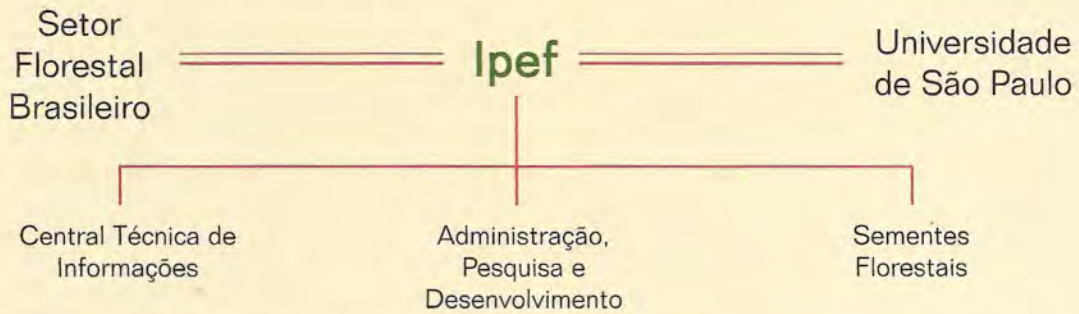 Setor
Florestal
Brasileiro
Ipef
Universidade
de São Paulo
Central Técnica de
Informações
Administração,
Pesquisa e
Desenvolvimento
Sementes
Florestais